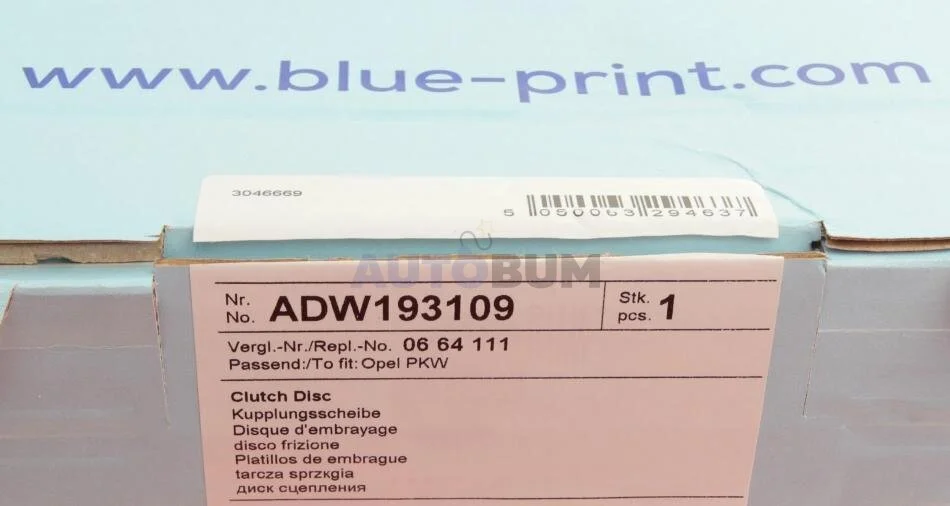 www.blue-print.com
3046669
5 050063 294637
AUTOBUM
Nr. No. ADW193109 Stk. pcs. 1
Vergl.-Nr./Repl.-No. 06 64 111
Passend:/To fit: Opel PKW
Clutch Disc
Kupplungsscheibe
Disque d'embrayage
disco frizione
Platillos de embrague
tarcza sprzкgіa
диск сцепления